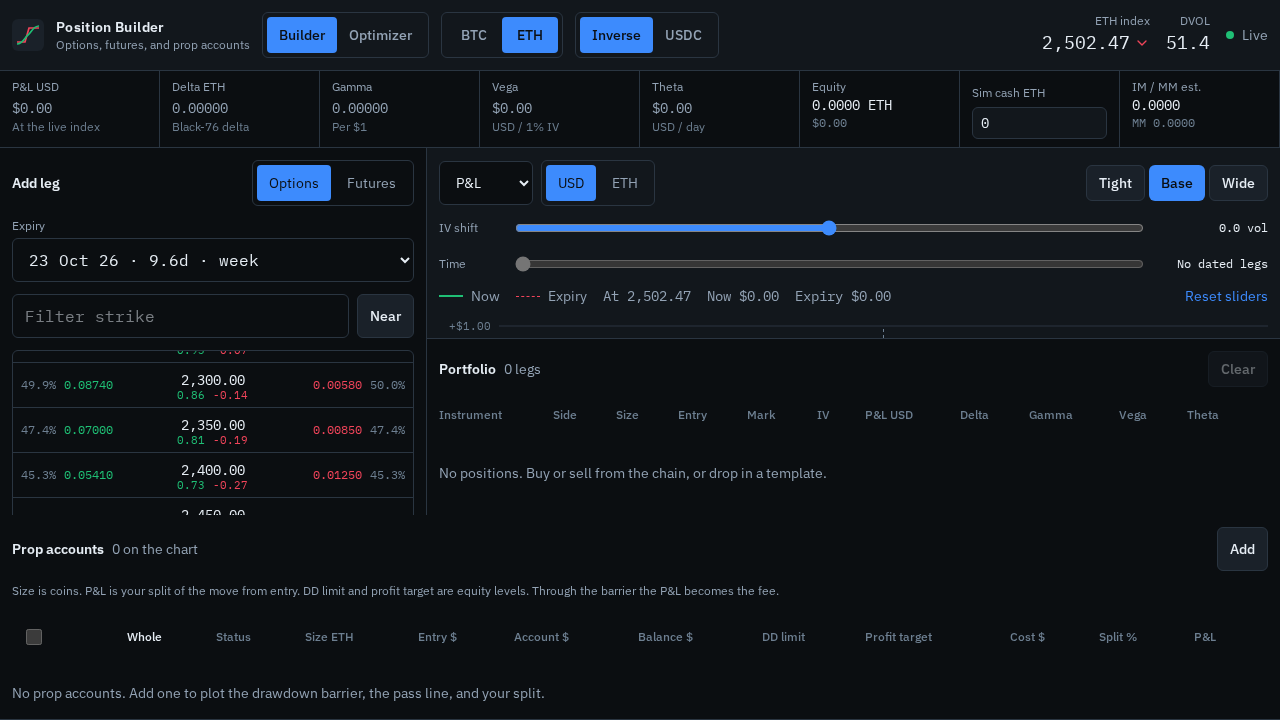 Position Builder
Options, futures, and prop accounts
Builder Optimizer
BTC ETH
Inverse USDC
ETH index DVOL
2,502.47 51.4 Live
P&L USD
$0.00
At the live index
Delta ETH
0.00000
Black-76 delta
Gamma
0.00000
Per $1
Vega
$0.00
USD / 1% IV
Theta
$0.00
USD / day
Equity
0.0000 ETH
$0.00
Sim cash ETH
0
IM / MM est.
0.0000
MM 0.0000
Add leg Options Futures
Expiry
23 Oct 26 · 9.6d · week
Filter strike Near
49.9% 0.08740 2,300.00 0.00580 50.0%
0.86 -0.14
47.4% 0.07000 2,350.00 0.00850 47.4%
0.81 -0.19
45.3% 0.05410 2,400.00 0.01250 45.3%
0.73 -0.27
P&L USD ETH Tight Base Wide
IV shift 0.0 vol
Time No dated legs
Now Expiry At 2,502.47 Now $0.00 Expiry $0.00 Reset sliders
+$1.00
Portfolio 0 legs Clear
Instrument Side Size Entry Mark IV P&L USD Delta Gamma Vega Theta
No positions. Buy or sell from the chain, or drop in a template.
Prop accounts 0 on the chart Add
Size is coins. P&L is your split of the move from entry. DD limit and profit target are equity levels. Through the barrier the P&L becomes the fee.
Whole Status Size ETH Entry $ Account $ Balance $ DD limit Profit target Cost $ Split % P&L
No prop accounts. Add one to plot the drawdown barrier, the pass line, and your split.